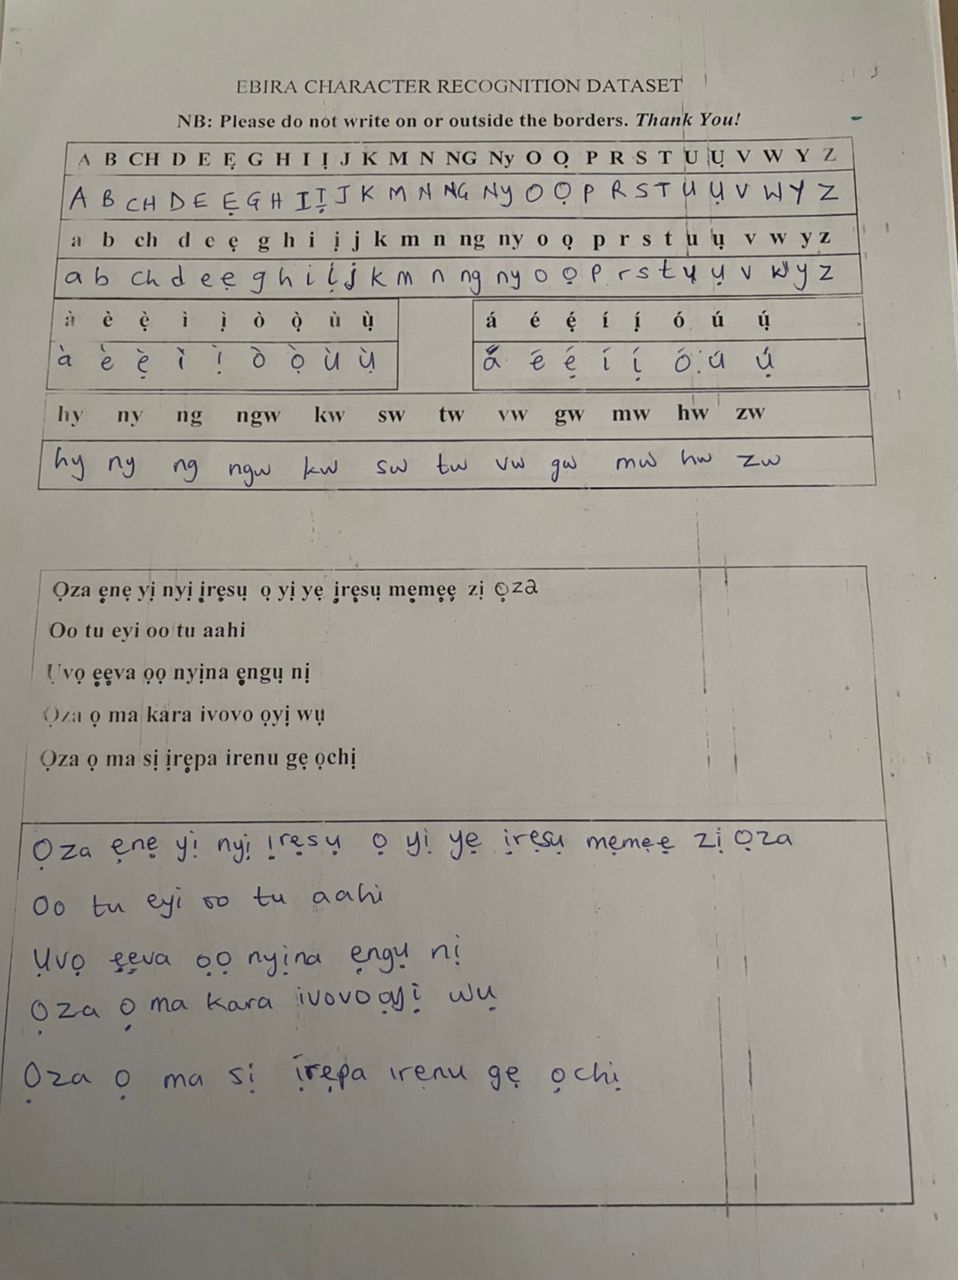 EBIRA CHARACTER RECOGNITION DATASET
NB: Please do not write on or outside the borders. Thank You!
A B CH D E Ẹ G H I Ị J K M N NG Ny O Ọ P R S T U Ụ V W Y Z
A B CH D E Ẹ G H I Ị J K M N NG Ny O Ọ P R S T U Ụ V W Y Z
a b ch d e ẹ g h i ị j k m n ng ny o ọ p r s t u ụ v w y z
a b ch d e ẹ g h i ị j k m n ng ny o ọ p r s t ụ ụ v w y z
à è ẹ̀ ì ị̀ ò ọ̀ ù ụ̀ á é ẹ́ í ị́ ó ú ụ́
à è ẹ̀ ì ị̀ ò ọ̀ ù ụ̀ á é ẹ́ í ị́ ó ú ụ́
hy ny ng ngw kw sw tw vw gw mw hw zw
hy ny ng ngw kw sw tw vw gw mw hw zw
Ọza ẹnẹ yị nyị ịrẹsụ ọ yị yẹ ịrẹsụ mẹmẹẹ zị ọza
Oo tu eyi oo tu aahi
Ụvọ ẹẹva ọọ nyịna ẹngụ nị
Ọza ọ ma kara ivovo ọyị wụ
Ọza ọ ma sị ịrẹpa irenu gẹ ọchị
Ọza ẹnẹ yị nyị ịrẹsụ ọ yị yẹ ịrẹsụ mẹmẹẹ zị ọza
Oo tu eyi oo tu aahi
Ụvọ ẹẹva ọọ nyịna ẹngụ nị
Ọza ọ ma kara ivovo ọyị wụ
Ọza ọ ma sị ịrẹpa irenu gẹ ọchị